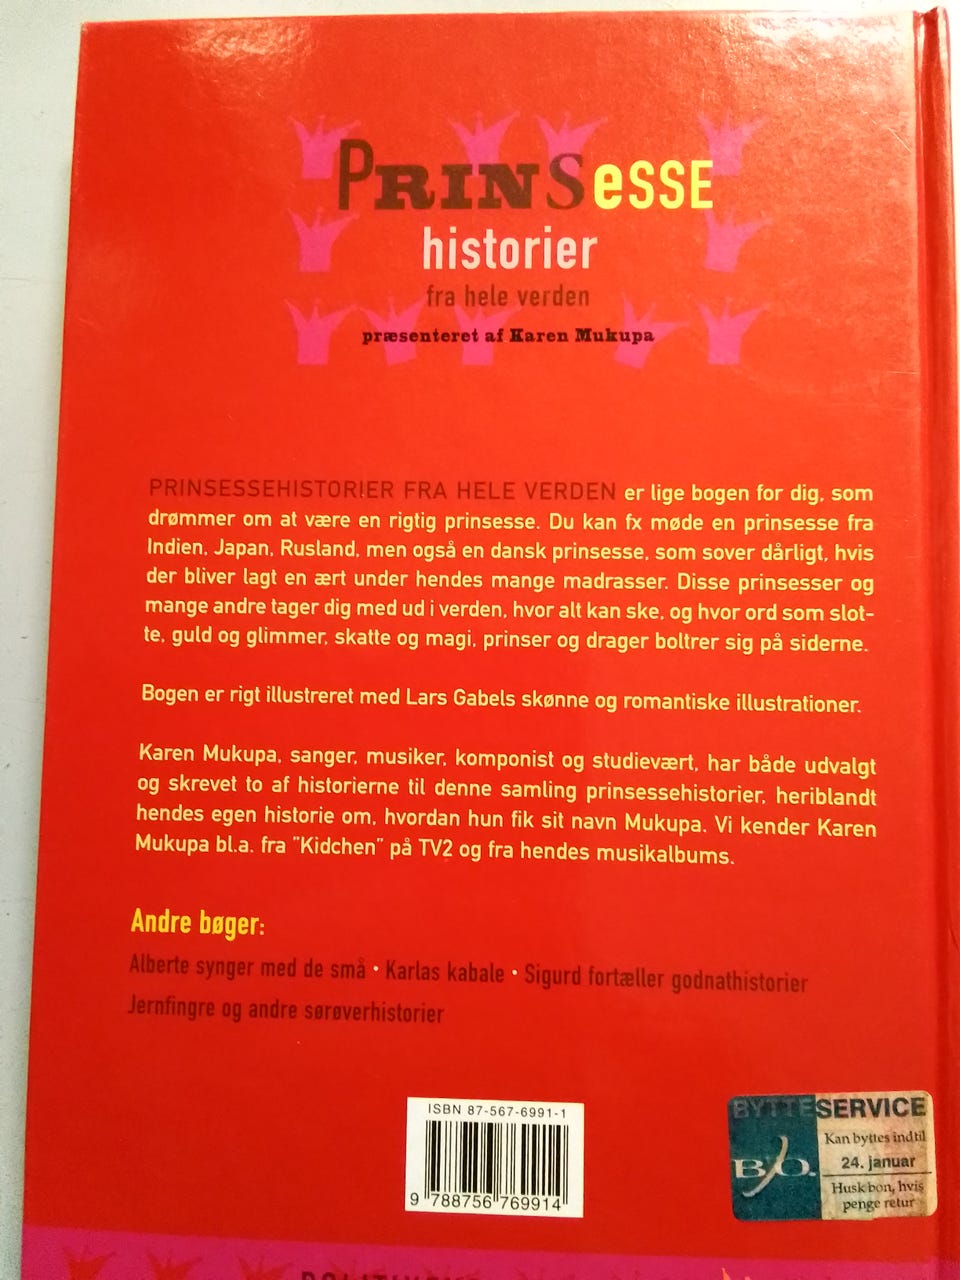 PRINSeSSE
historier
fra hele verden
præsenteret af Karen Mukupa
PRINSESSEHISTORIER FRA HELE VERDEN er lige bogen for dig, som
drømmer om at være en rigtig prinsesse. Du kan fx møde en prinsesse fra
Indien, Japan, Rusland, men også en dansk prinsesse, som sover dårligt, hvis
der bliver lagt en ært under hendes mange madrasser. Disse prinsesser og
mange andre tager dig med ud i verden, hvor alt kan ske, og hvor ord som slot-
te, guld og glimmer, skatte og magi, prinser og drager boltrer sig på siderne.
Bogen er rigt illustreret med Lars Gabels skønne og romantiske illustrationer.
Karen Mukupa, sanger, musiker, komponist og studievært, har både udvalgt
og skrevet to af historierne til denne samling prinsessehistorier, heriblandt
hendes egen historie om, hvordan hun fik sit navn Mukupa. Vi kender Karen
Mukupa bl.a. fra "Kidchen" på TV2 og fra hendes musikalbums.
Andre bøger:
Alberte synger med de små • Karlas kabale • Sigurd fortæller godnathistorier
Jernfingre og andre sørøverhistorier
ISBN 87-567-6991-1
9 788756 769914
BYTTESERVICE
B/O.
Kan byttes indtil
24. januar
Husk bon, hvis
penge retur